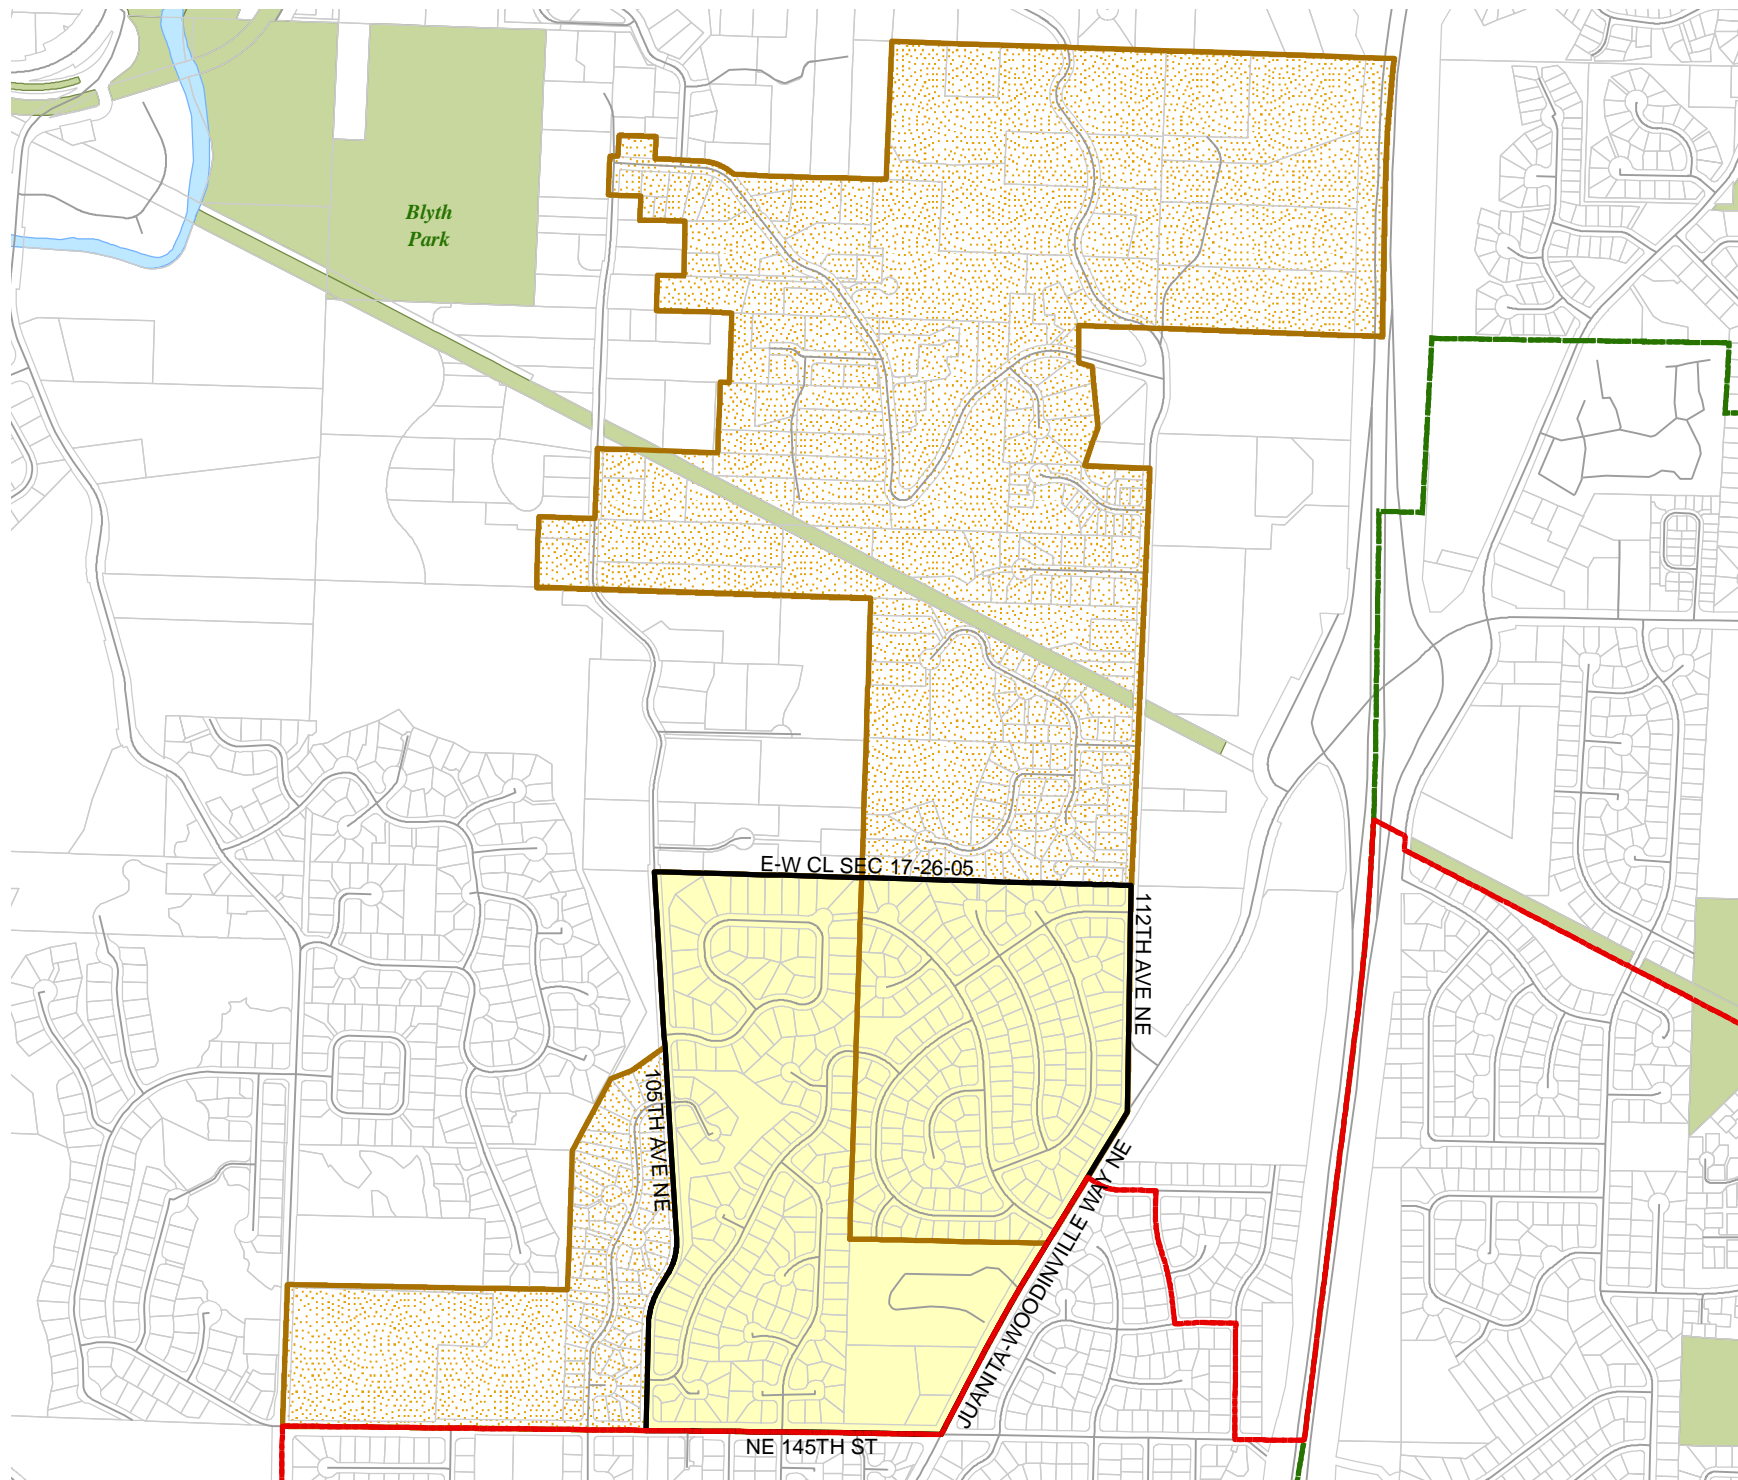 Blyth
Park
E-W CL SEC 17-26-05
112TH AVE NE
105TH AVE NE
JUANITA-WOODINVILLE WAY NE
NE 145TH ST